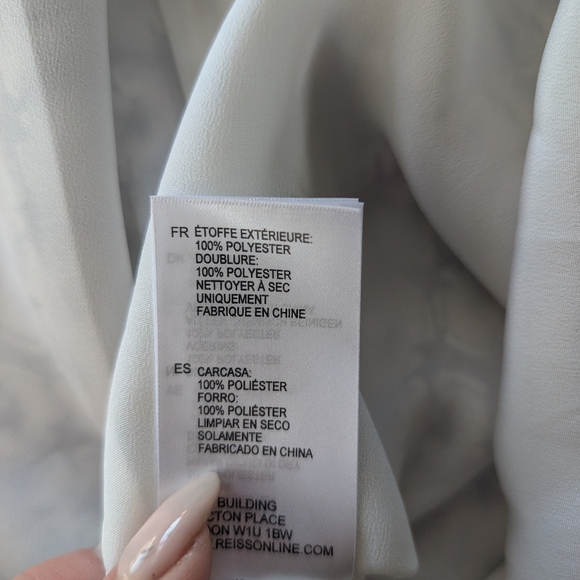 FR ÉTOFFE EXTÉRIEURE:
100% POLYESTER
DOUBLURE:
100% POLYESTER
NETTOYER À SEC
UNIQUEMENT
FABRIQUE EN CHINE
ES CARCASA:
100% POLIÉSTER
FORRO:
100% POLIÉSTER
LIMPIAR EN SECO
SOLAMENTE
FABRICADO EN CHINA
BUILDING
CTON PLACE
ON W1U 1BW
.REISSONLINE.COM